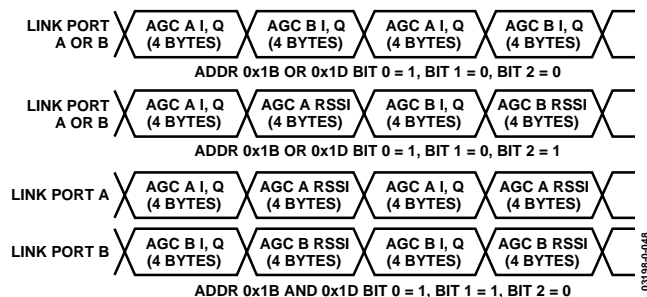 LINK PORT
A OR B
AGC A I, Q
(4 BYTES)
AGC B I, Q
(4 BYTES)
AGC A I, Q
(4 BYTES)
AGC B I, Q
(4 BYTES)
ADDR 0x1B OR 0x1D BIT 0 = 1, BIT 1 = 0, BIT 2 = 0
LINK PORT
A OR B
AGC A I, Q
(4 BYTES)
AGC A RSSI
(4 BYTES)
AGC B I, Q
(4 BYTES)
AGC B RSSI
(4 BYTES)
ADDR 0x1B OR 0x1D BIT 0 = 1, BIT 1 = 0, BIT 2 = 1
LINK PORT A
AGC A I, Q
(4 BYTES)
AGC A RSSI
(4 BYTES)
AGC A I, Q
(4 BYTES)
AGC A RSSI
(4 BYTES)
LINK PORT B
AGC B I, Q
(4 BYTES)
AGC B RSSI
(4 BYTES)
AGC B I, Q
(4 BYTES)
AGC B RSSI
(4 BYTES)
ADDR 0x1B AND 0x1D BIT 0 = 1, BIT 1 = 1, BIT 2 = 0
03198-0-048